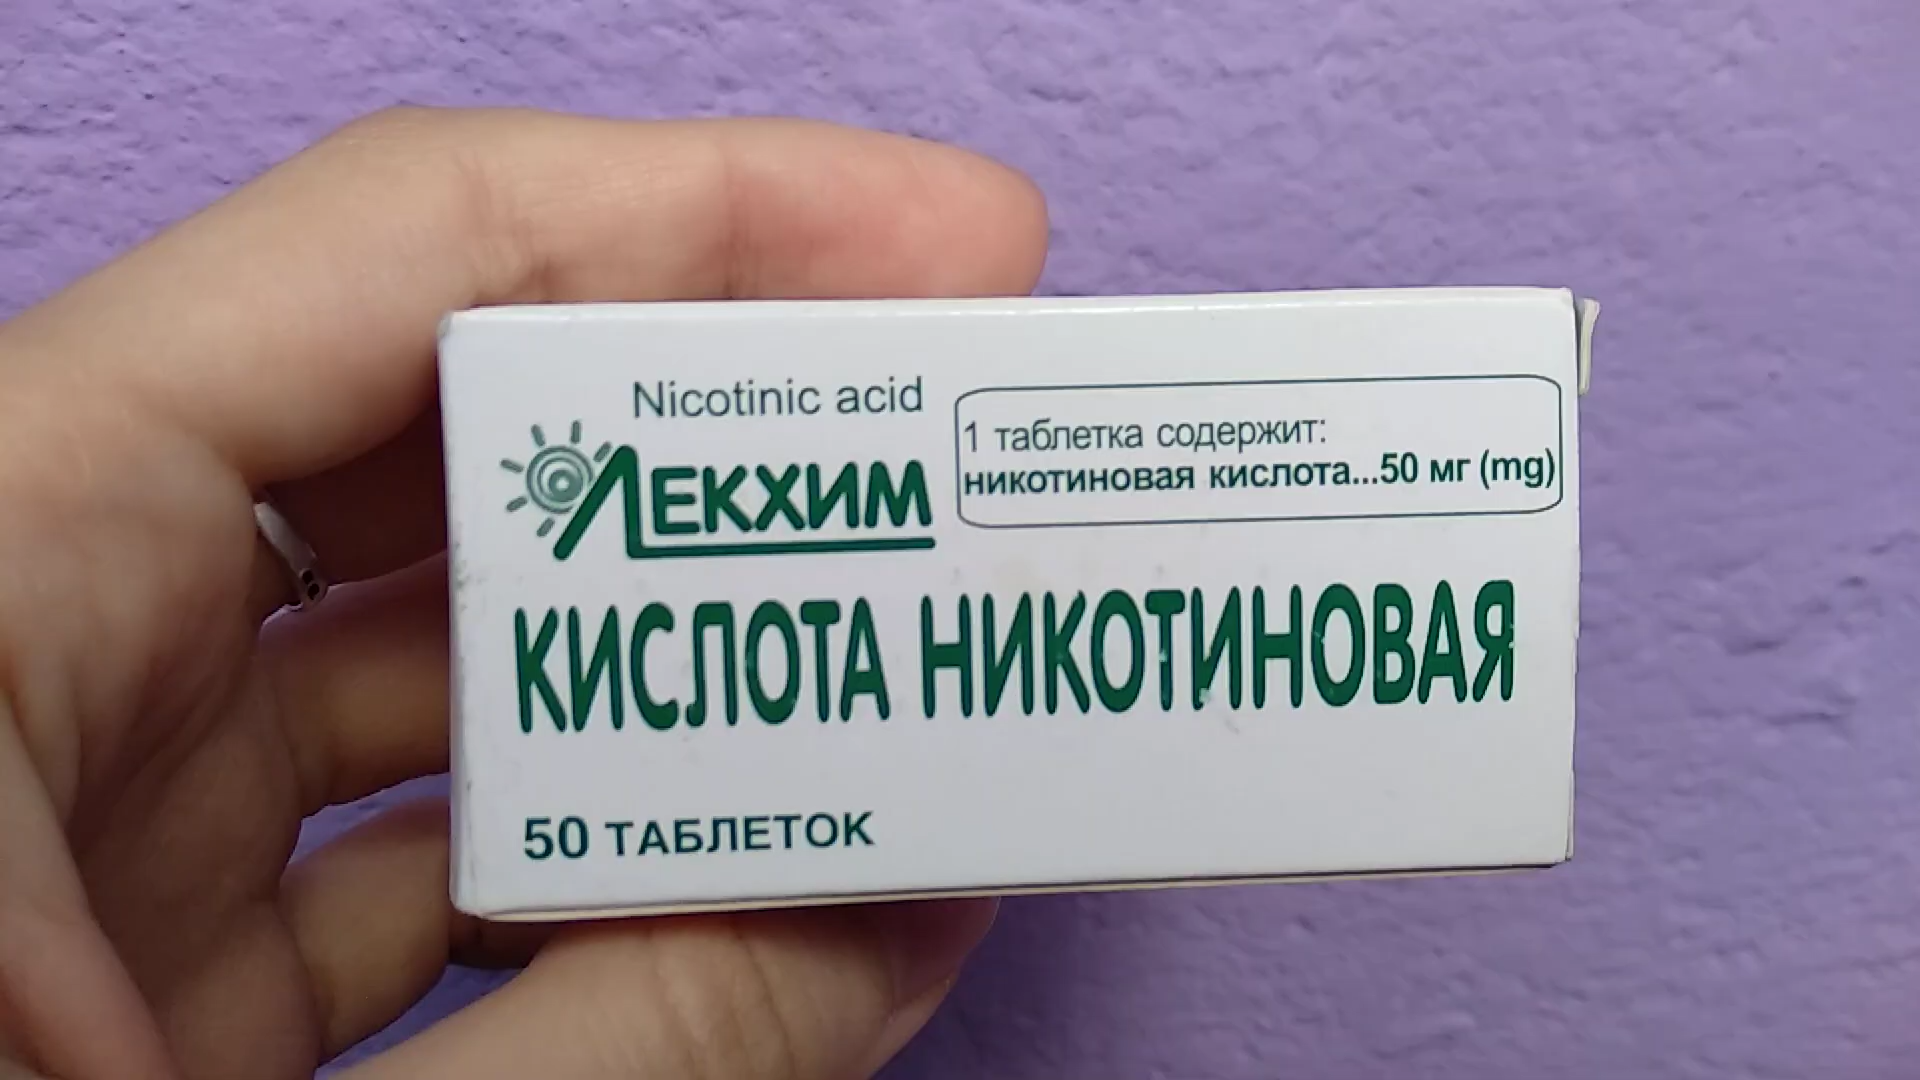 Nicotinic acid
ЛЕКХИМ
1 таблетка содержит:
никотиновая кислота...50 мг (mg)
КИСЛОТА НИКОТИНОВАЯ
50 ТАБЛЕТОК